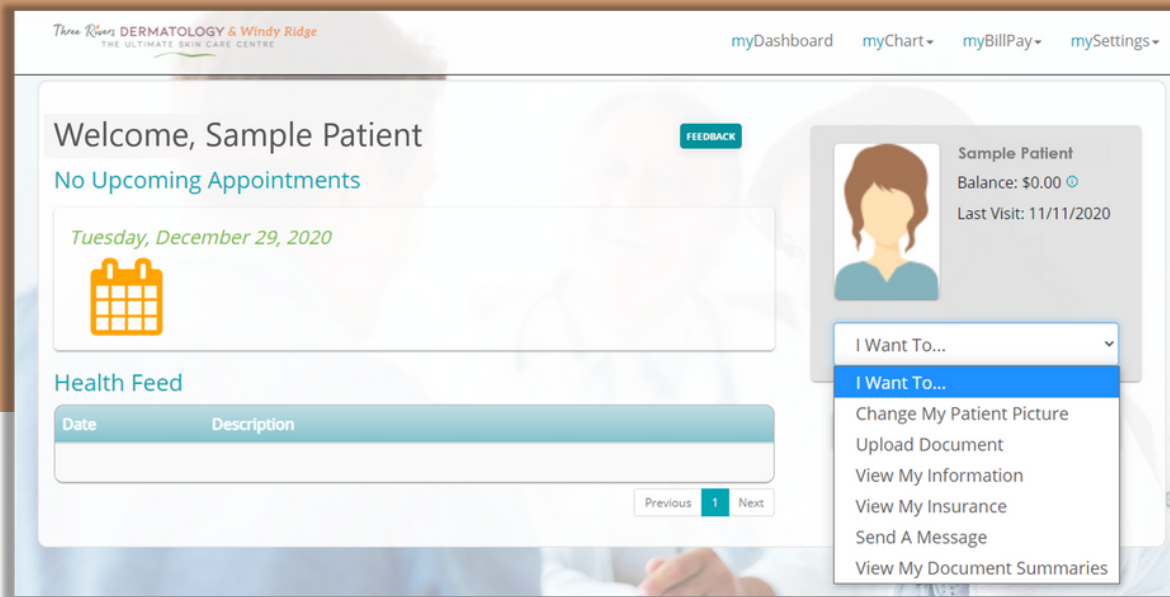 Three Rivers DERMATOLOGY & Windy Ridge
THE ULTIMATE SKIN CARE CENTRE
myDashboard myChart myBillPay mySettings
Welcome, Sample Patient
FEEDBACK
No Upcoming Appointments
Tuesday, December 29, 2020
Health Feed
Date Description
Previous 1 Next
Sample Patient
Balance: $0.00
Last Visit: 11/11/2020
I Want To...
I Want To...
Change My Patient Picture
Upload Document
View My Information
View My Insurance
Send A Message
View My Document Summaries